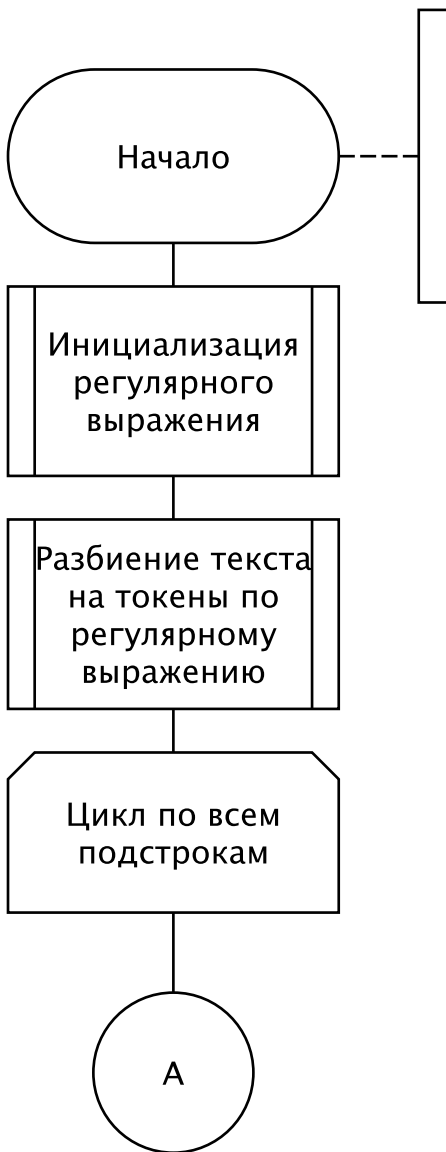 Начало
Инициализация
регулярного
выражения
Разбиение текста
на токены по
регулярному
выражению
Цикл по всем
подстрокам
А